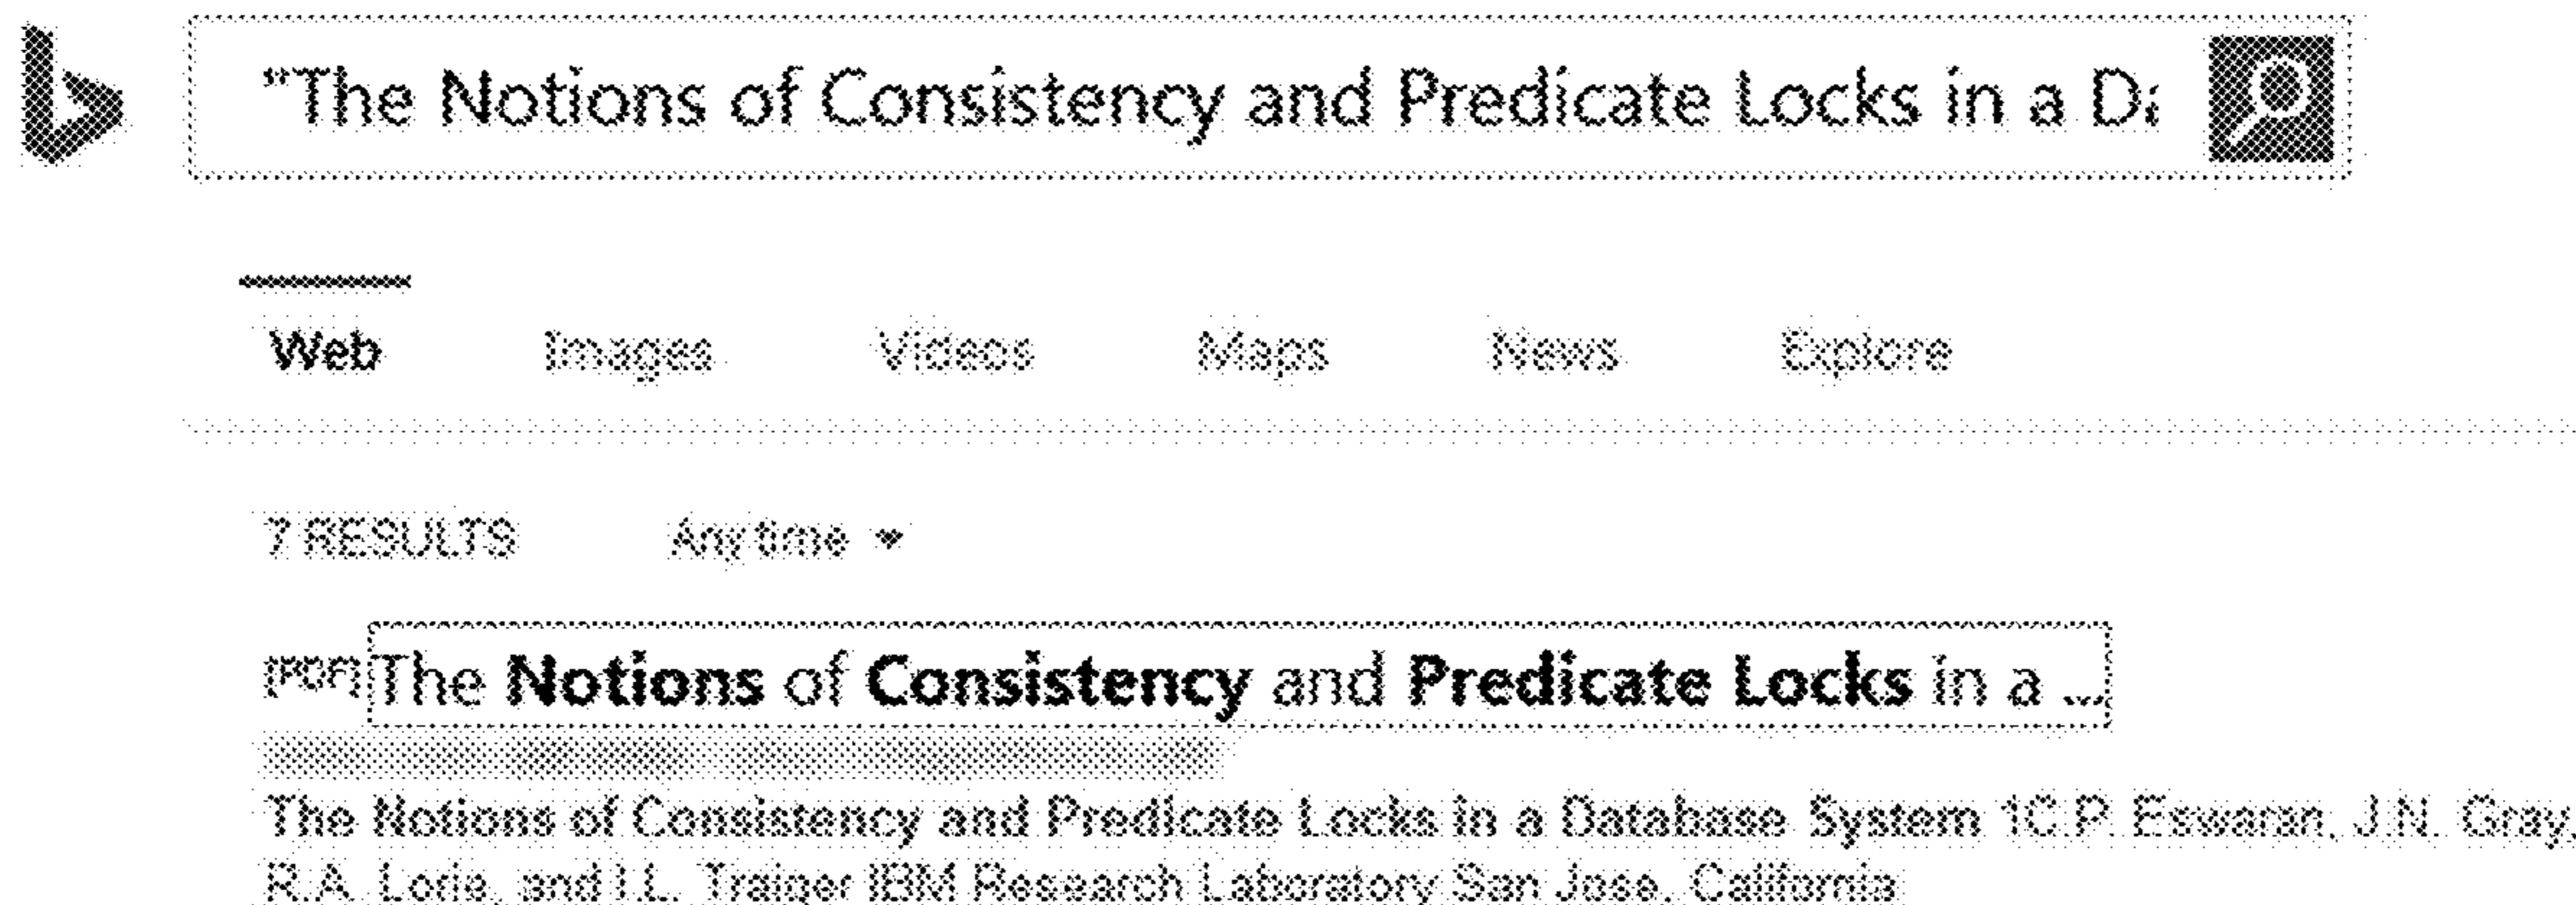 "The Notions of Consistency and Predicate Locks in a Da
Web Images Videos Maps News Explore
7 RESULTS Any time
[PDF] The Notions of Consistency and Predicate Locks in a ...
The Notions of Consistency and Predicate Locks in a Database System 1C.P. Eswaran, J.N. Gray,
R.A. Lorie, and I.L. Traiger IBM Research Laboratory San Jose, California